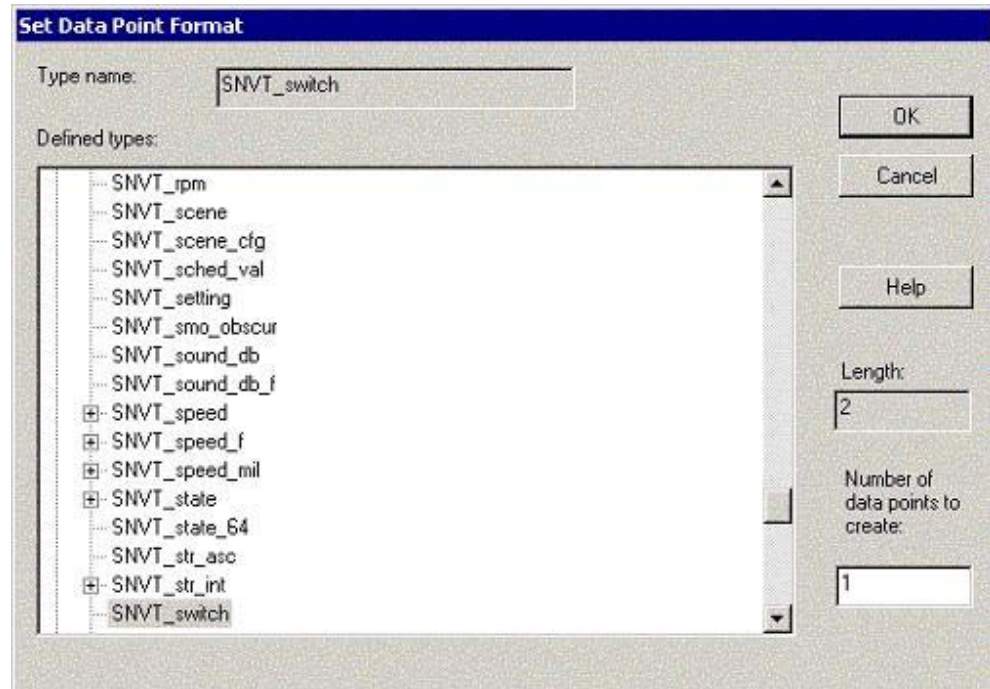 Set Data Point Format
Type name:
SNVT_switch
OK
Defined types:
Cancel
SNVT_rpm
SNVT_scene
SNVT_scene_cfg
SNVT_sched_val
SNVT_setting
Help
SNVT_smo_obscur
SNVT_sound_db
SNVT_sound_db_f
Length:
2
SNVT_speed
SNVT_speed_f
SNVT_speed_mil
SNVT_state
SNVT_state_64
SNVT_str_asc
SNVT_str_int
SNVT_switch
Number of
data points to
create:
1